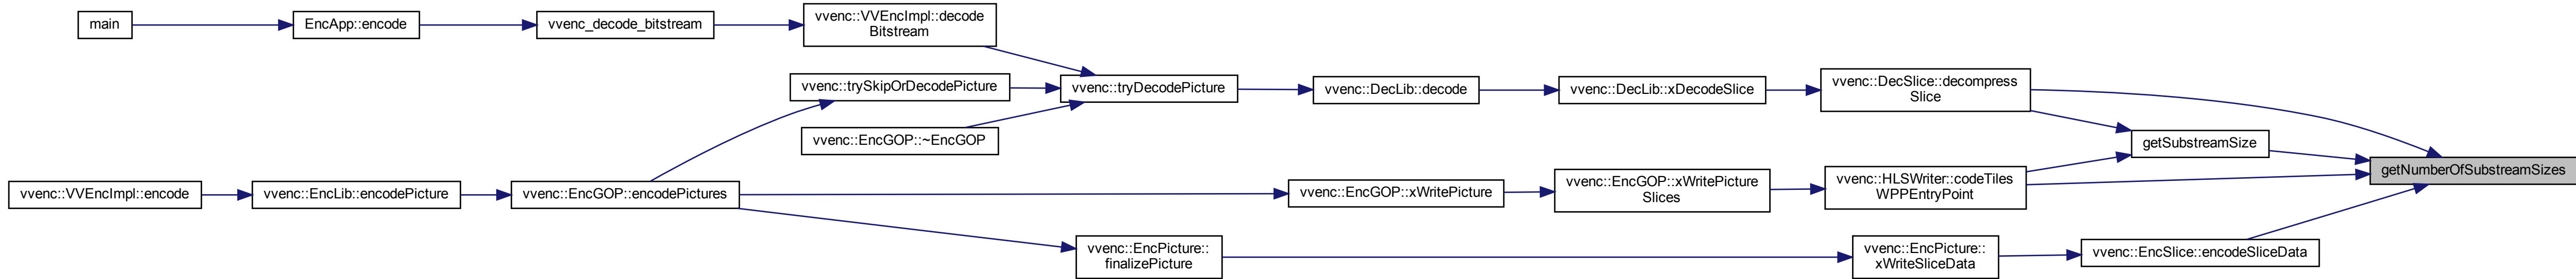 main
EncApp::encode
vvenc_decode_bitstream
vvenc::VVEncImpl::decode
Bitstream
vvenc::trySkipOrDecodePicture
vvenc::tryDecodePicture
vvenc::DecLib::decode
vvenc::DecLib::xDecodeSlice
vvenc::DecSlice::decompress
Slice
vvenc::EncGOP::~EncGOP
getSubstreamSize
getNumberOfSubstreamSizes
vvenc::VVEncImpl::encode
vvenc::EncLib::encodePicture
vvenc::EncGOP::encodePictures
vvenc::EncGOP::xWritePicture
vvenc::EncGOP::xWritePicture
Slices
vvenc::HLSWriter::codeTiles
WPPEntryPoint
vvenc::EncPicture::
finalizePicture
vvenc::EncPicture::
xWriteSliceData
vvenc::EncSlice::encodeSliceData